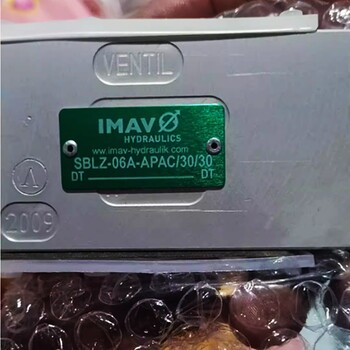 VENTIL
IMAV
HYDRAULICS
www.imav-hydraulik.com
SBLZ-06A-APAC/30/30
DT DT
2009